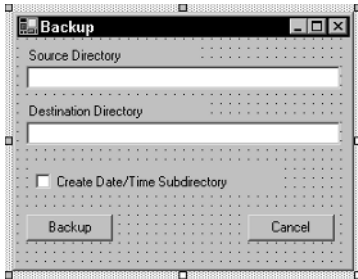 Backup
Source Directory
Destination Directory
Create Date/Time Subdirectory
Backup Cancel